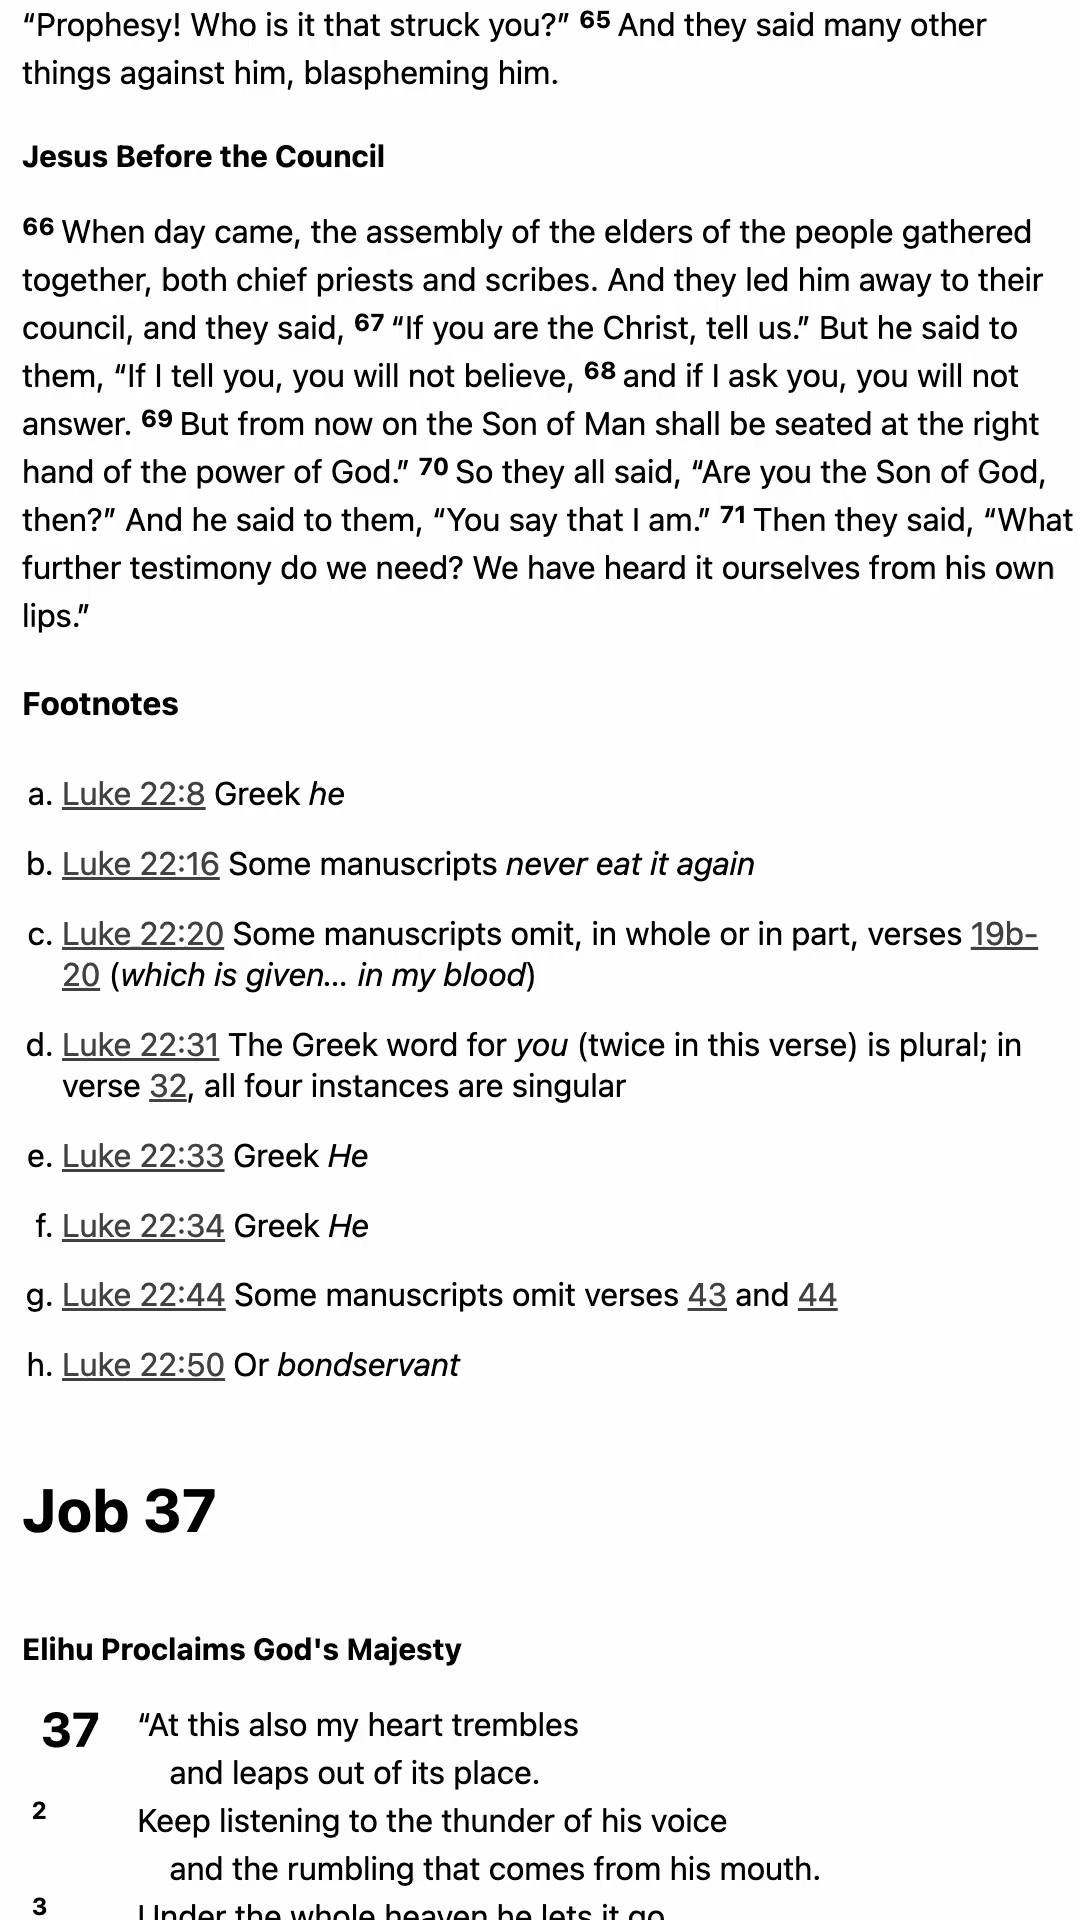 “Prophesy! Who is it that struck you?” 65 And they said many other
things against him, blaspheming him.
Jesus Before the Council
66 When day came, the assembly of the elders of the people gathered
together, both chief priests and scribes. And they led him away to their
council, and they said, 67 “If you are the Christ, tell us.” But he said to
them, “If I tell you, you will not believe, 68 and if I ask you, you will not
answer. 69 But from now on the Son of Man shall be seated at the right
hand of the power of God.” 70 So they all said, “Are you the Son of God,
then?” And he said to them, “You say that I am.” 71 Then they said, “What
further testimony do we need? We have heard it ourselves from his own
lips.”
Footnotes
a. Luke 22:8 Greek he
b. Luke 22:16 Some manuscripts never eat it again
c. Luke 22:20 Some manuscripts omit, in whole or in part, verses 19b-
20 (which is given... in my blood)
d. Luke 22:31 The Greek word for you (twice in this verse) is plural; in
verse 32, all four instances are singular
e. Luke 22:33 Greek He
f. Luke 22:34 Greek He
g. Luke 22:44 Some manuscripts omit verses 43 and 44
h. Luke 22:50 Or bondservant
Job 37
Elihu Proclaims God's Majesty
37 “At this also my heart trembles
and leaps out of its place.
2 Keep listening to the thunder of his voice
and the rumbling that comes from his mouth.
3 Under the whole heaven he lets it go